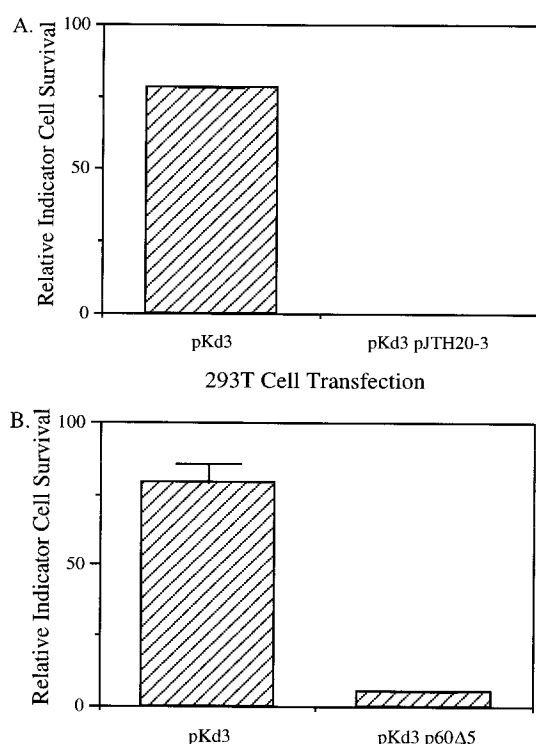 A.
Relative Indicator Cell Survival
100
50
0
pKd3
pKd3 pJTH20-3
293T Cell Transfection
B.
Relative Indicator Cell Survival
100
50
0
pKd3
pKd3 p60Δ5